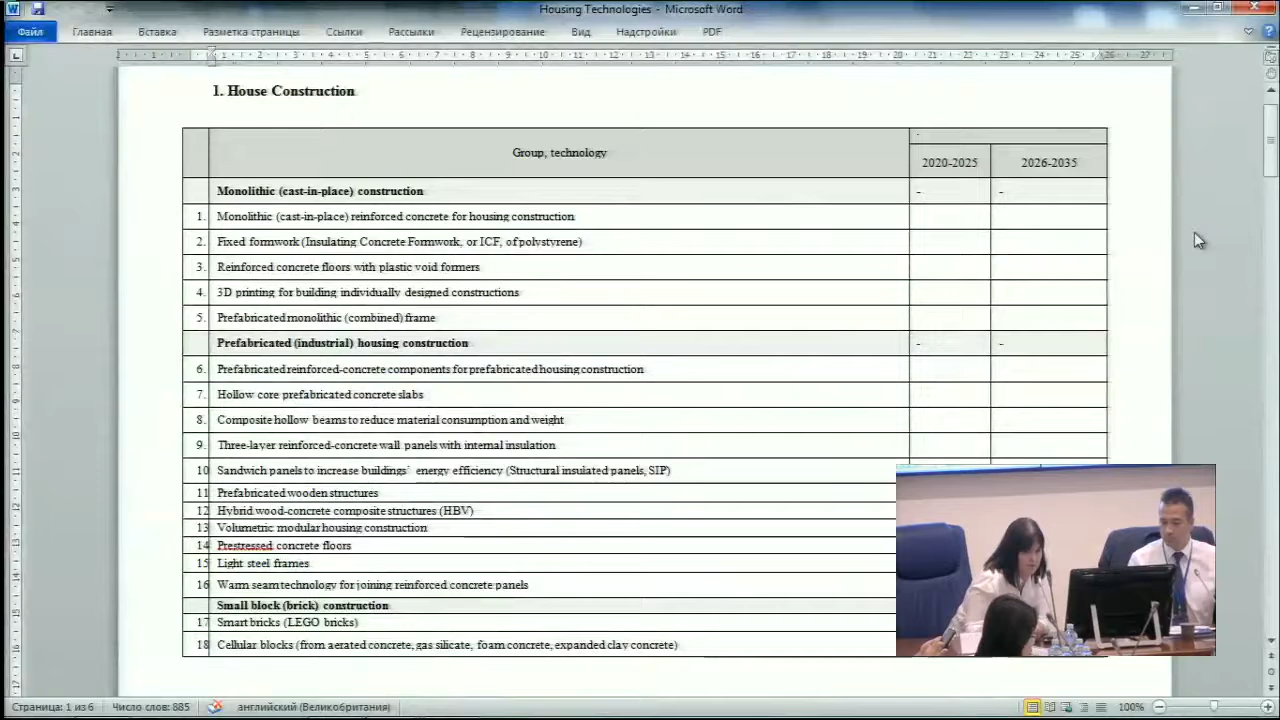 Housing Technologies - Microsoft Word
Файл Главная Вставка Разметка страницы Ссылки Рассылки Рецензирование Вид Надстройки PDF
1. House Construction
Group, technology
2020-2025 2026-2035
Monolithic (cast-in-place) construction - -
1. Monolithic (cast-in-place) reinforced concrete for housing construction
2. Fixed formwork (Insulating Concrete Formwork, or ICF, of polystyrene)
3. Reinforced concrete floors with plastic void formers
4. 3D printing for building individually designed constructions
5. Prefabricated monolithic (combined) frame
Prefabricated (industrial) housing construction - -
6. Prefabricated reinforced-concrete components for prefabricated housing construction
7. Hollow core prefabricated concrete slabs
8. Composite hollow beams to reduce material consumption and weight
9. Three-layer reinforced-concrete wall panels with internal insulation
10 Sandwich panels to increase buildings' energy efficiency (Structural insulated panels, SIP)
11 Prefabricated wooden structures
12 Hybrid wood-concrete composite structures (HBV)
13 Volumetric modular housing construction
14 Prestressed concrete floors
15 Light steel frames
16 Warm seam technology for joining reinforced concrete panels
Small block (brick) construction
17 Smart bricks (LEGO bricks)
18 Cellular blocks (from aerated concrete, gas silicate, foam concrete, expanded clay concrete)
Страница: 1 из 6 Число слов: 885 английский (Великобритания) 100%